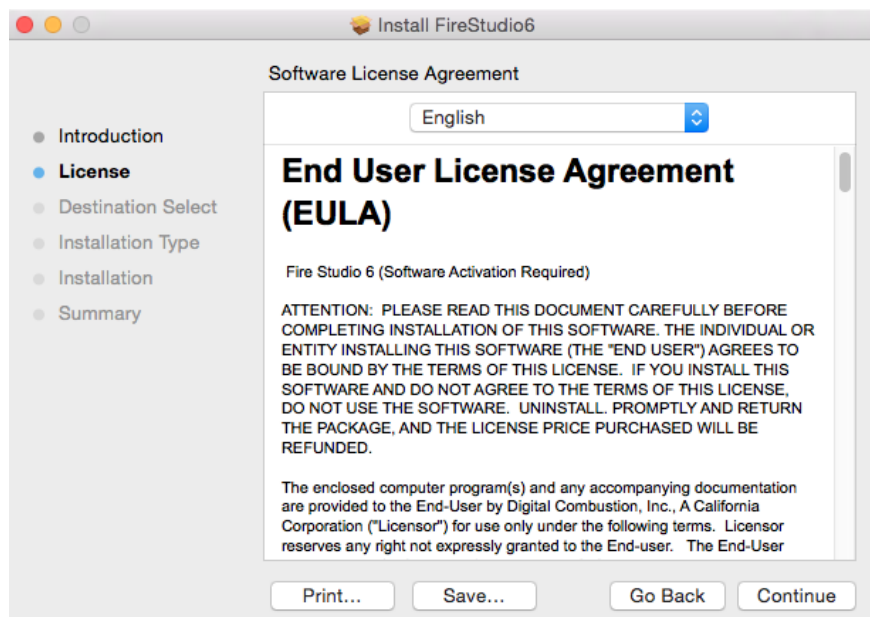 Install FireStudio6
Software License Agreement
Introduction
License
Destination Select
Installation Type
Installation
Summary
English
End User License Agreement
(EULA)
Fire Studio 6 (Software Activation Required)
ATTENTION:  PLEASE READ THIS DOCUMENT CAREFULLY BEFORE
COMPLETING INSTALLATION OF THIS SOFTWARE. THE INDIVIDUAL OR
ENTITY INSTALLING THIS SOFTWARE (THE "END USER") AGREES TO
BE BOUND BY THE TERMS OF THIS LICENSE.  IF YOU INSTALL THIS
SOFTWARE AND DO NOT AGREE TO THE TERMS OF THIS LICENSE,
DO NOT USE THE SOFTWARE.  UNINSTALL. PROMPTLY AND RETURN
THE PACKAGE, AND THE LICENSE PRICE PURCHASED WILL BE
REFUNDED.
The enclosed computer program(s) and any accompanying documentation
are provided to the End-User by Digital Combustion, Inc., A California
Corporation ("Licensor") for use only under the following terms.  Licensor
reserves any right not expressly granted to the End-user.   The End-User
Print...
Save...
Go Back
Continue